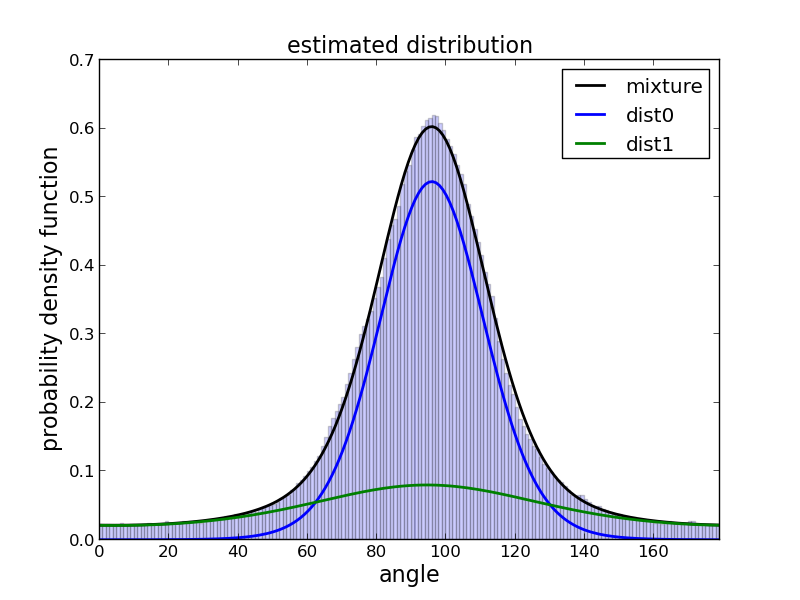 estimated distribution
0.7
0.6
0.5
0.4
0.3
0.2
0.1
0.0
probability density function
mixture
dist0
dist1
0 20 40 60 80 100 120 140 160
angle